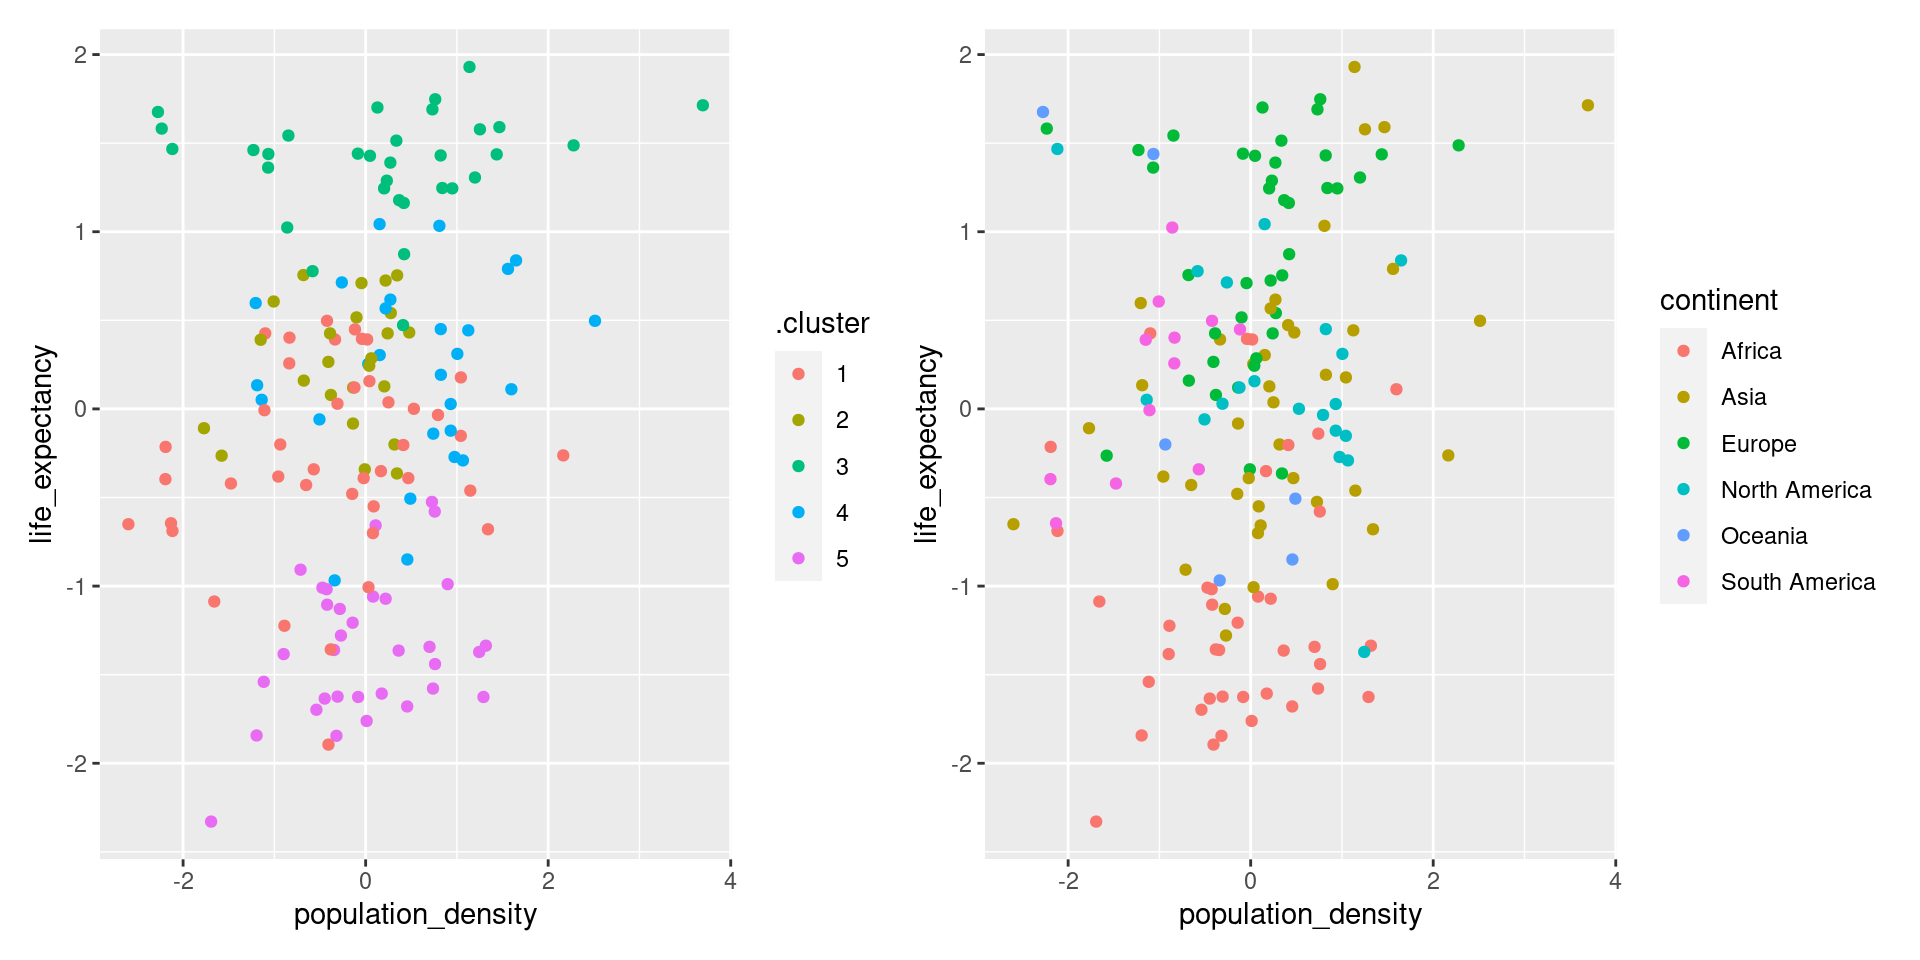 2
1
0
-1
-2
life_expectancy
-2
0
2
4
population_density
.cluster
1
2
3
4
5
2
1
0
-1
-2
life_expectancy
-2
0
2
4
population_density
continent
Africa
Asia
Europe
North America
Oceania
South America